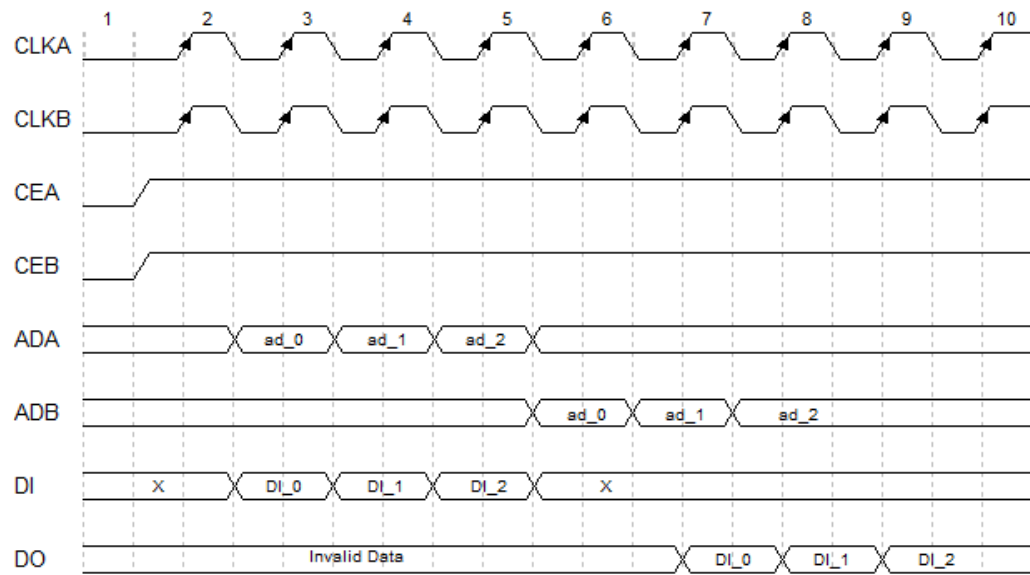 1 2 3 4 5 6 7 8 9 10
CLKA
CLKB
CEA
CEB
ADA ad_0 ad_1 ad_2
ADB ad_0 ad_1 ad_2
DI X DI_0 DI_1 DI_2 X
DO Invalid Data DI_0 DI_1 DI_2